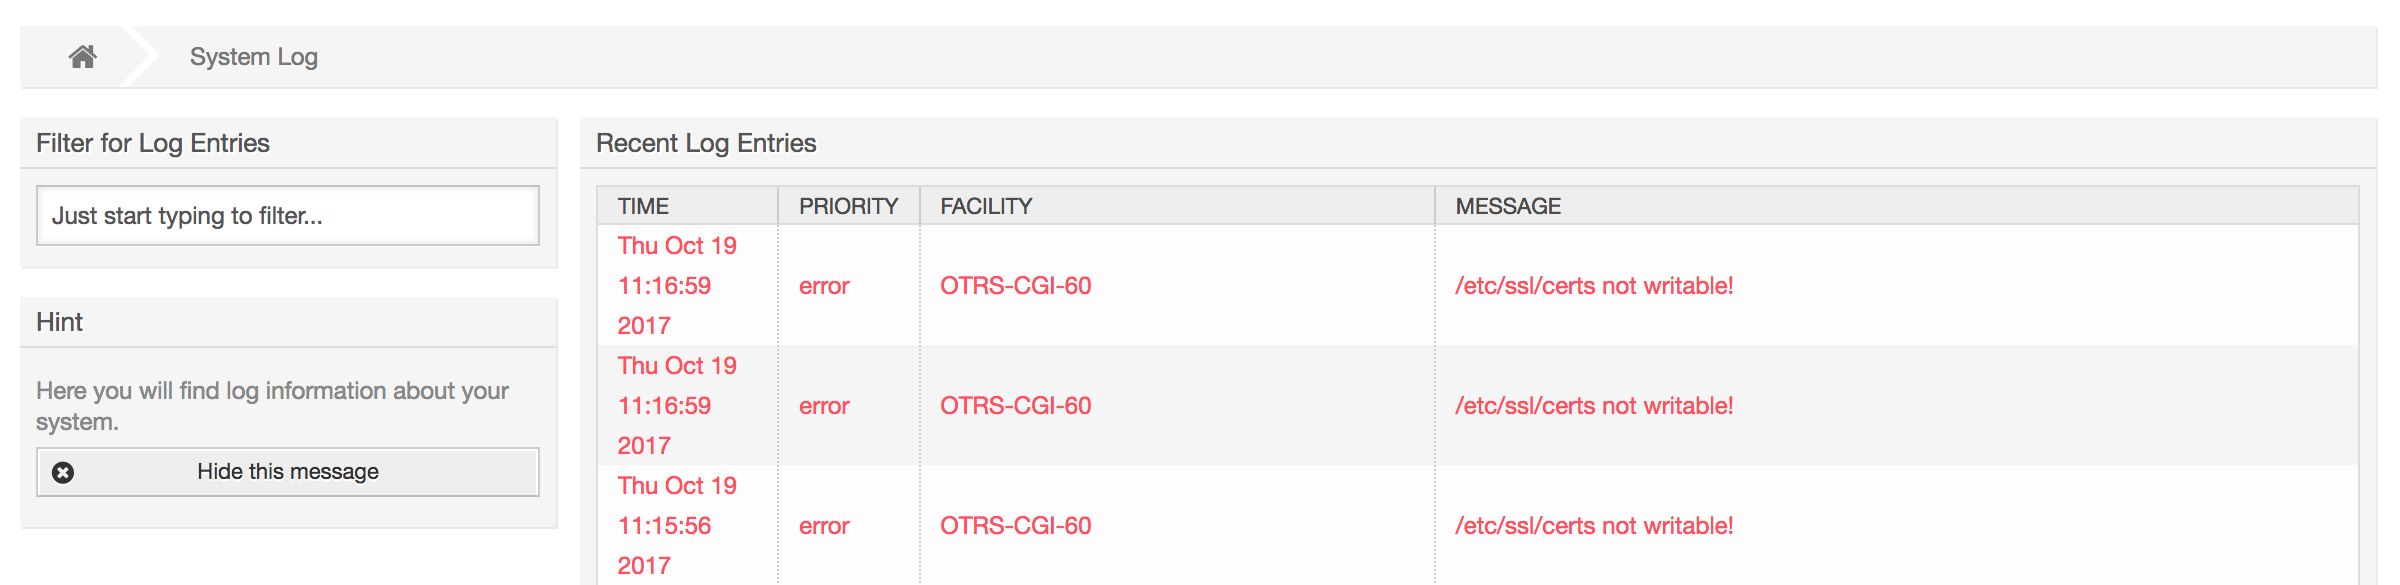 System Log
Filter for Log Entries
Just start typing to filter...
Hint
Here you will find log information about your
system.
Hide this message
Recent Log Entries
TIME PRIORITY FACILITY MESSAGE
Thu Oct 19
11:16:59 error OTRS-CGI-60 /etc/ssl/certs not writable!
2017
Thu Oct 19
11:16:59 error OTRS-CGI-60 /etc/ssl/certs not writable!
2017
Thu Oct 19
11:15:56 error OTRS-CGI-60 /etc/ssl/certs not writable!
2017